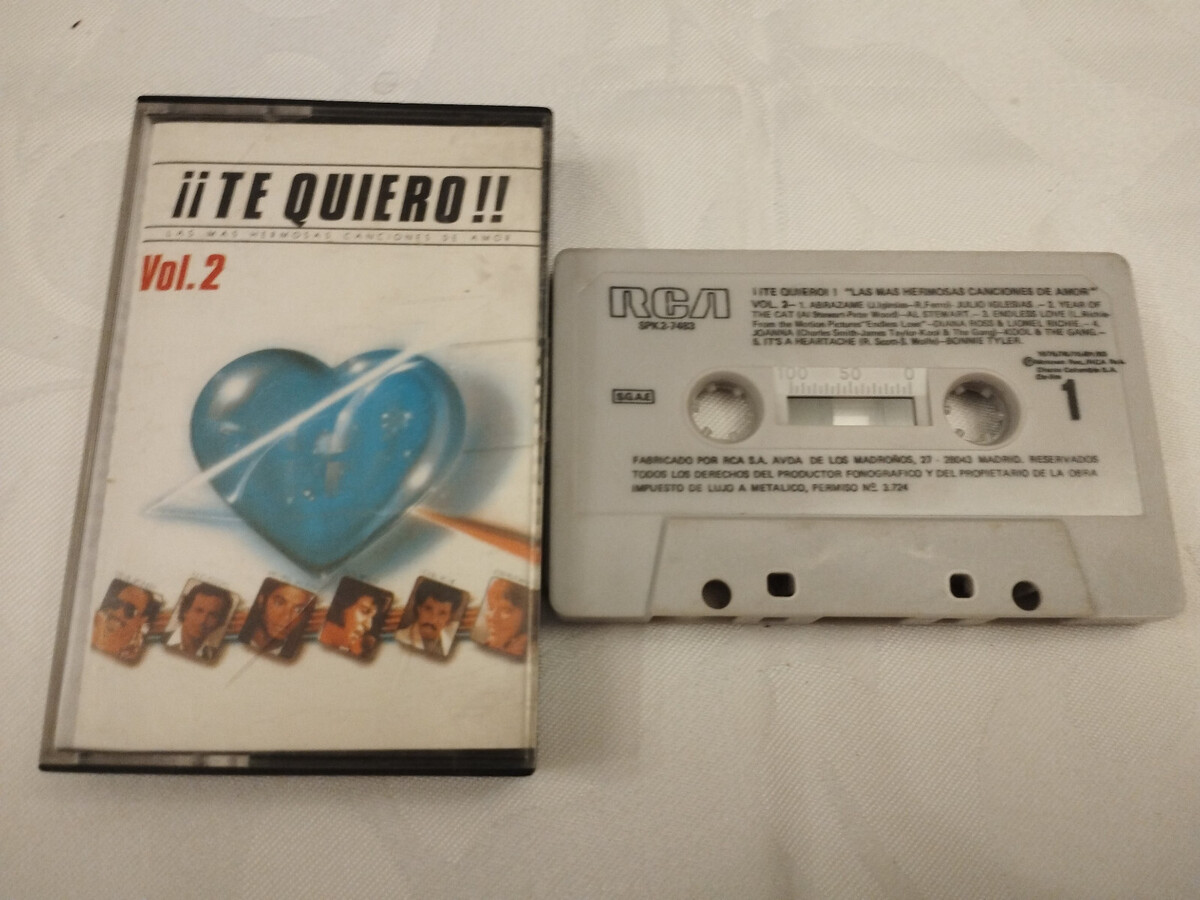 ¡¡TE QUIERO!!
LAS MAS HERMOSAS CANCIONES DE AMOR
Vol.2
RCA
SPK2-7483
¡¡TE QUIERO! ! "LAS MAS HERMOSAS CANCIONES DE AMOR"
VOL. 2- 1. ABRAZAME (J.Iglesias-R.Ferro)- JULIO IGLESIAS .- 2. YEAR OF
THE CAT (Al Stewart-Peter Wood)-AL STEWART.- 3. ENDLESS LOVE (L.Richie-
From the Motion Pictures"Endless Love"-DIANA ROSS & LIONEL RICHIE.- 4.
JOANNA (Charles Smith-James Taylor-Kool & The Gang)-KOOL & THE GANG.-
5. IT'S A HEARTACHE (R. Scott-S. Wolfe)-BONNIE TYLER.
S.G.A.E
100 50 0
1
FABRICADO POR RCA S.A. AVDA. DE LOS MADROÑOS, 27 - 28043 MADRID. RESERVADOS
TODOS LOS DERECHOS DEL PRODUCTOR FONOGRAFICO Y DEL PROPIETARIO DE LA OBRA
IMPUESTO DE LUJO A METALICO, PERMISO Nº. 3.724